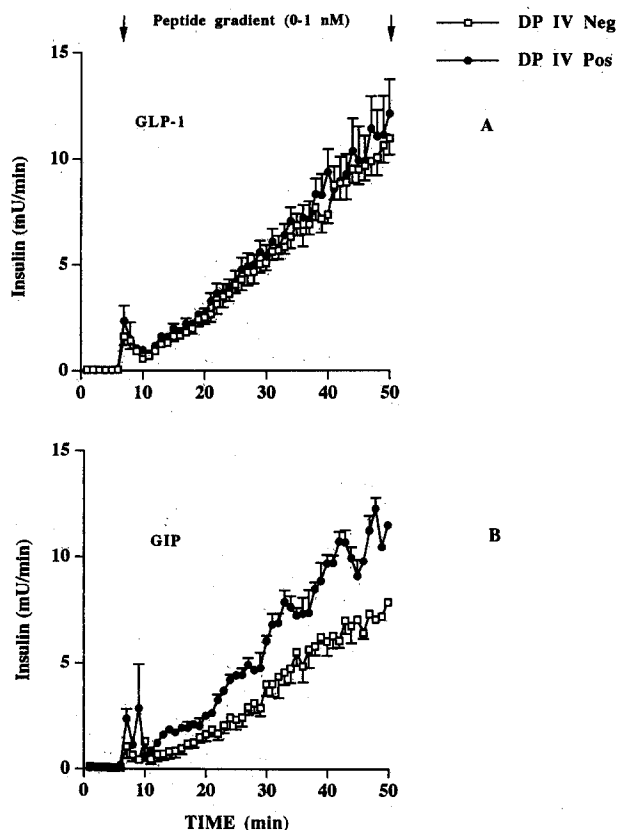 Peptide gradient (0-1 nM)
DP IV Neg
DP IV Pos
15
GLP-1
A
10
Insulin (mU/min)
5
0
0 10 20 30 40 50
15
GIP
B
10
Insulin (mU/min)
5
0
0 10 20 30 40 50
TIME (min)